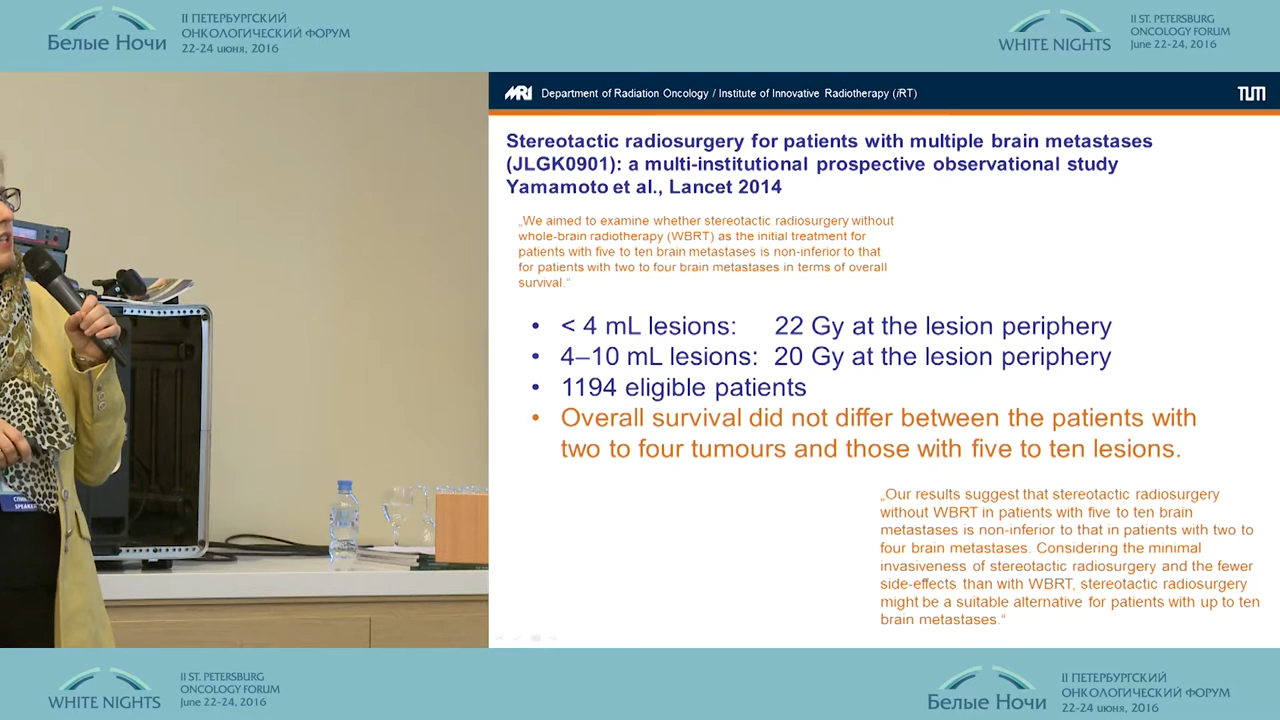 II ПЕТЕРБУРГСКИЙ
ОНКОЛОГИЧЕСКИЙ ФОРУМ
Белые Ночи
22-24 июня, 2016
II ST. PETERSBURG
ONCOLOGY FORUM
WHITE NIGHTS
June 22-24, 2016
MRI Department of Radiation Oncology / Institute of Innovative Radiotherapy (iRT) TUM
Stereotactic radiosurgery for patients with multiple brain metastases
(JLGK0901): a multi-institutional prospective observational study
Yamamoto et al., Lancet 2014
„We aimed to examine whether stereotactic radiosurgery without
whole-brain radiotherapy (WBRT) as the initial treatment for
patients with five to ten brain metastases is non-inferior to that
for patients with two to four brain metastases in terms of overall
survival.“
• < 4 mL lesions: 22 Gy at the lesion periphery
• 4–10 mL lesions: 20 Gy at the lesion periphery
• 1194 eligible patients
• Overall survival did not differ between the patients with
two to four tumours and those with five to ten lesions.
„Our results suggest that stereotactic radiosurgery
without WBRT in patients with five to ten brain
metastases is non-inferior to that in patients with two to
four brain metastases. Considering the minimal
invasiveness of stereotactic radiosurgery and the fewer
side-effects than with WBRT, stereotactic radiosurgery
might be a suitable alternative for patients with up to ten
brain metastases.“
SPEAKER
II ST. PETERSBURG
ONCOLOGY FORUM
WHITE NIGHTS
June 22-24, 2016
II ПЕТЕРБУРГСКИЙ
ОНКОЛОГИЧЕСКИЙ ФОРУМ
Белые Ночи
22-24 июня, 2016